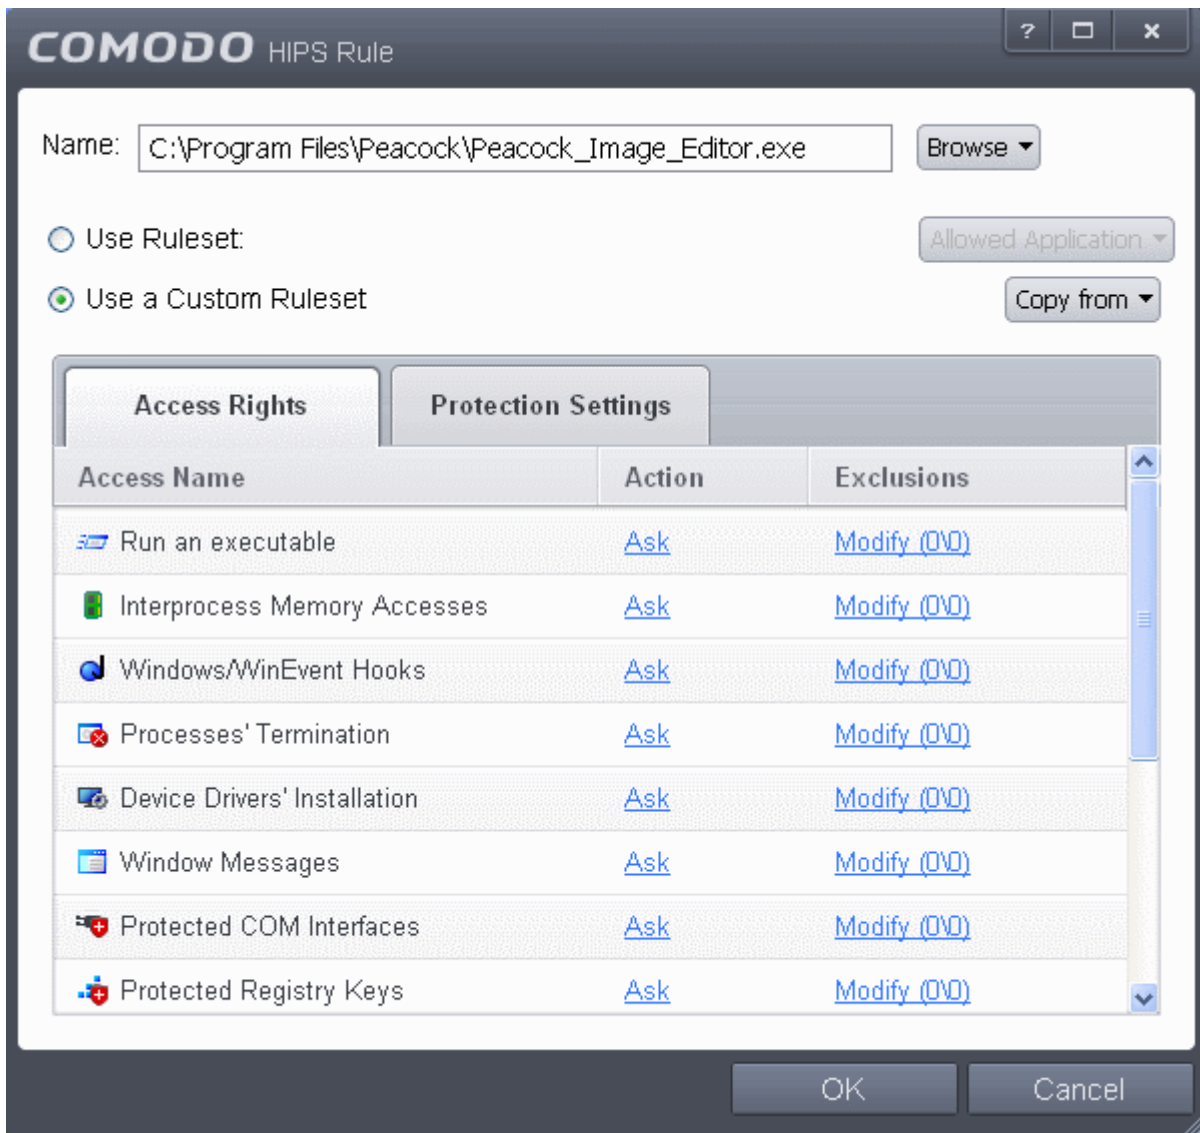 COMODO HIPS Rule
?
Name: C:\Program Files\Peacock\Peacock_Image_Editor.exe Browse
Use Ruleset: Allowed Application
Use a Custom Ruleset Copy from
Access Rights Protection Settings
Access Name Action Exclusions
Run an executable Ask Modify (0\0)
Interprocess Memory Accesses Ask Modify (0\0)
Windows/WinEvent Hooks Ask Modify (0\0)
Processes' Termination Ask Modify (0\0)
Device Drivers' Installation Ask Modify (0\0)
Window Messages Ask Modify (0\0)
Protected COM Interfaces Ask Modify (0\0)
Protected Registry Keys Ask Modify (0\0)
OK Cancel